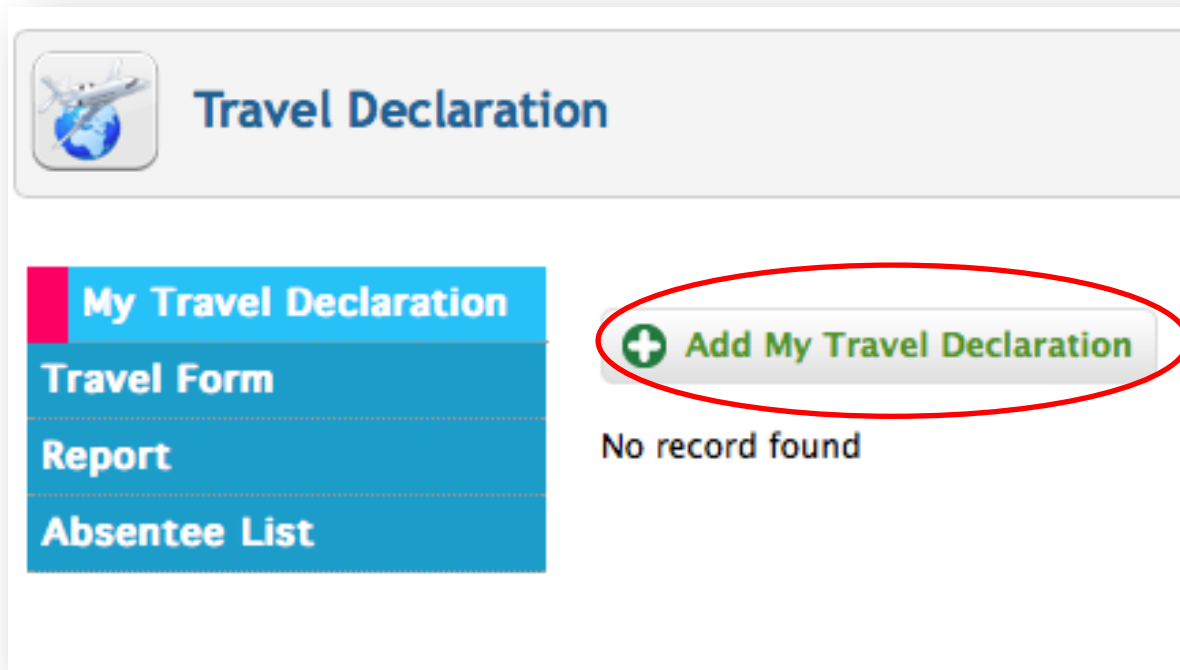 Travel Declaration
My Travel Declaration
Travel Form
Report
Absentee List
Add My Travel Declaration
No record found